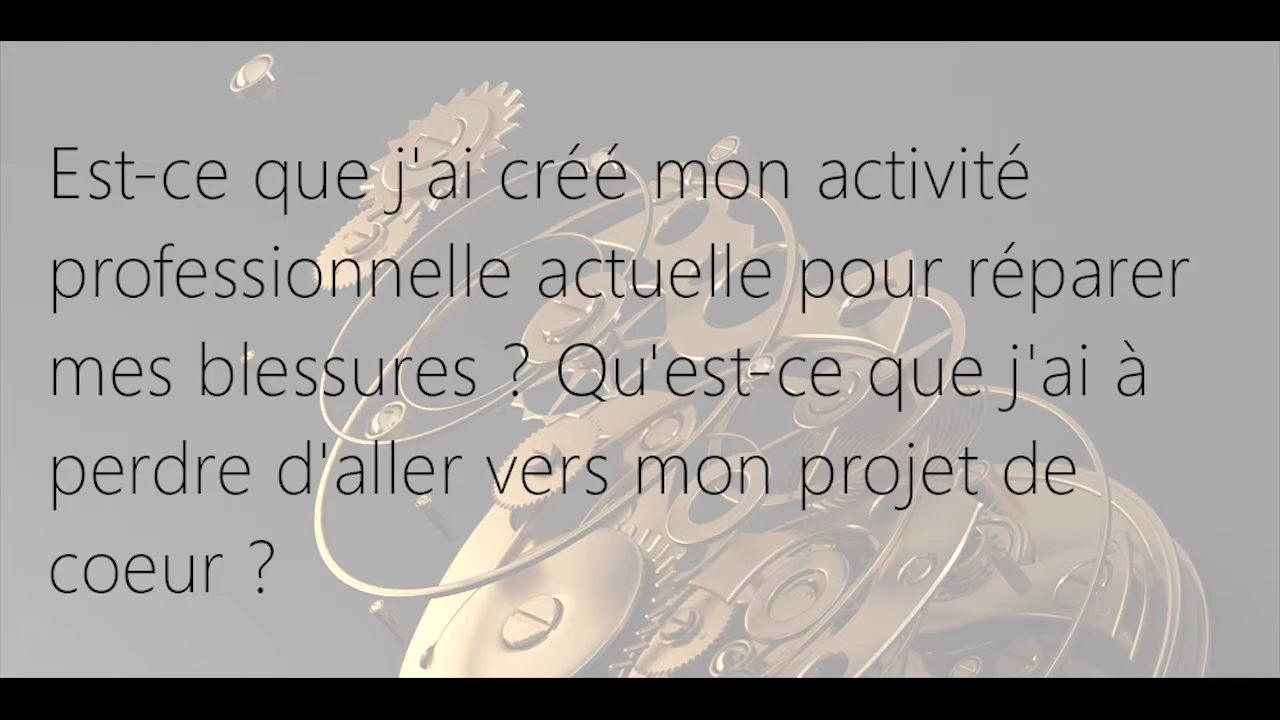 Est-ce que j'ai créé mon activité
professionnelle actuelle pour réparer
mes blessures ? Qu'est-ce que j'ai à
perdre d'aller vers mon projet de
coeur ?